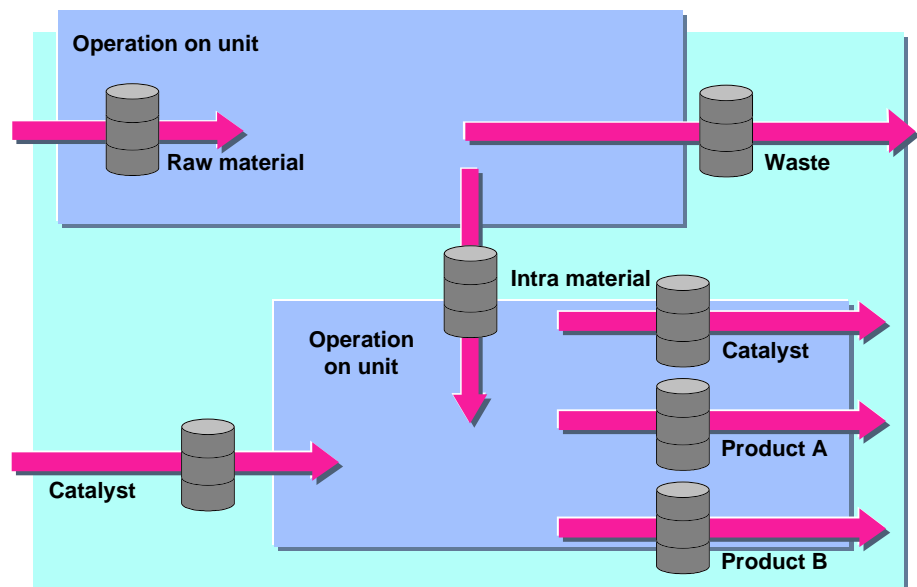 Operation on unit
Raw material
Waste
Intra material
Operation
on unit
Catalyst
Product A
Catalyst
Product B